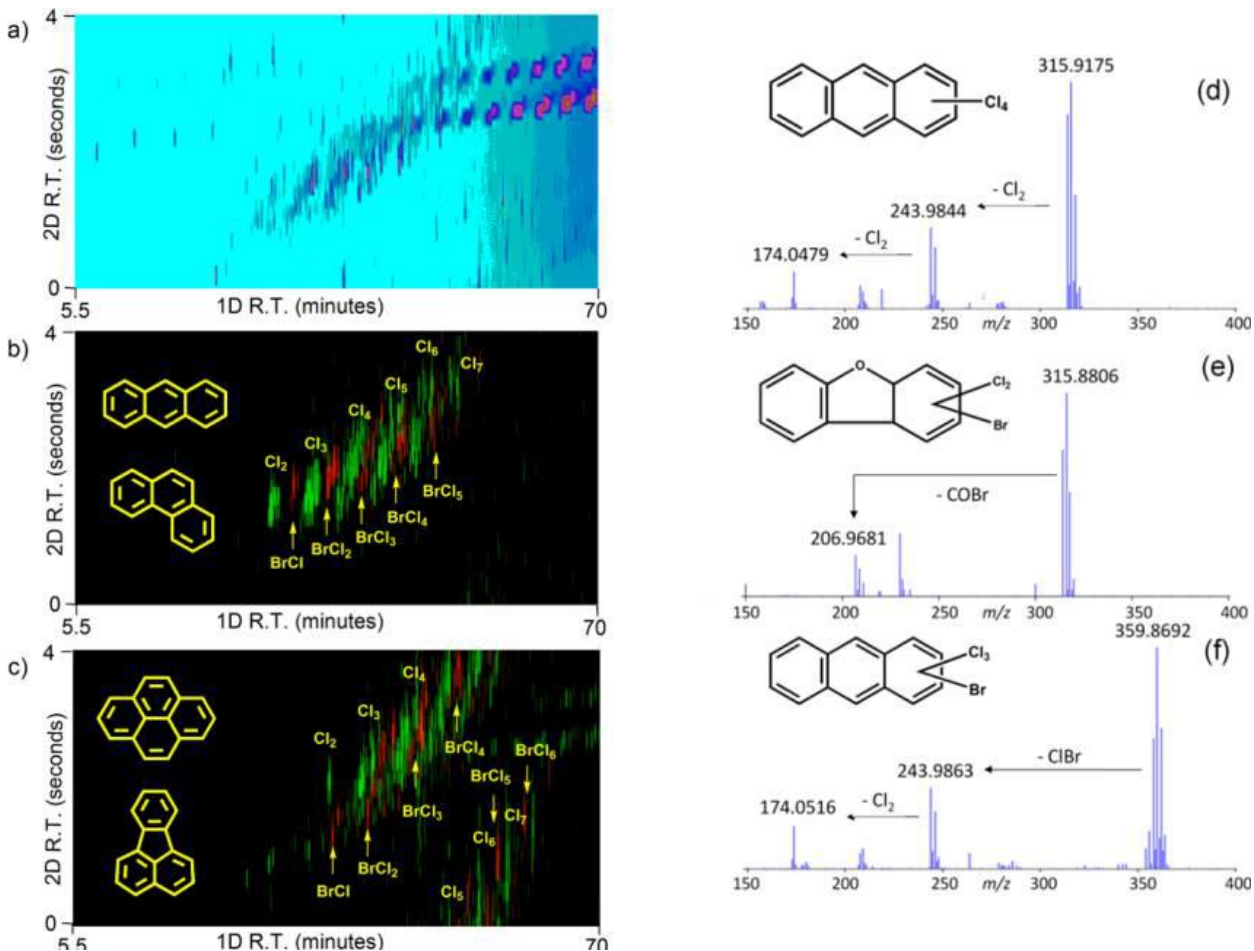 a)
4
2D R.T. (seconds)
0
5.5
1D R.T. (minutes)
70
b)
4
2D R.T. (seconds)
0
Cl₂
Cl₃
Cl₄
Cl₅
Cl₆
Cl₇
BrCl
BrCl₂
BrCl₃
BrCl₄
BrCl₅
5.5
1D R.T. (minutes)
70
c)
4
2D R.T. (seconds)
0
Cl₂
Cl₃
Cl₄
BrCl
BrCl₂
BrCl₃
BrCl₄
BrCl₅
BrCl₆
Cl₅
Cl₆
Cl₇
5.5
1D R.T. (minutes)
70
(d)
Cl₄
315.9175
- Cl₂
243.9844
- Cl₂
174.0479
150 200 250 300 350 400
m/z
(e)
O
Cl₂
Br
315.8806
- COBr
206.9681
150 200 250 300 350 400
m/z
(f)
Cl₃
Br
359.8692
- ClBr
243.9863
- Cl₂
174.0516
150 200 250 300 350 400
m/z